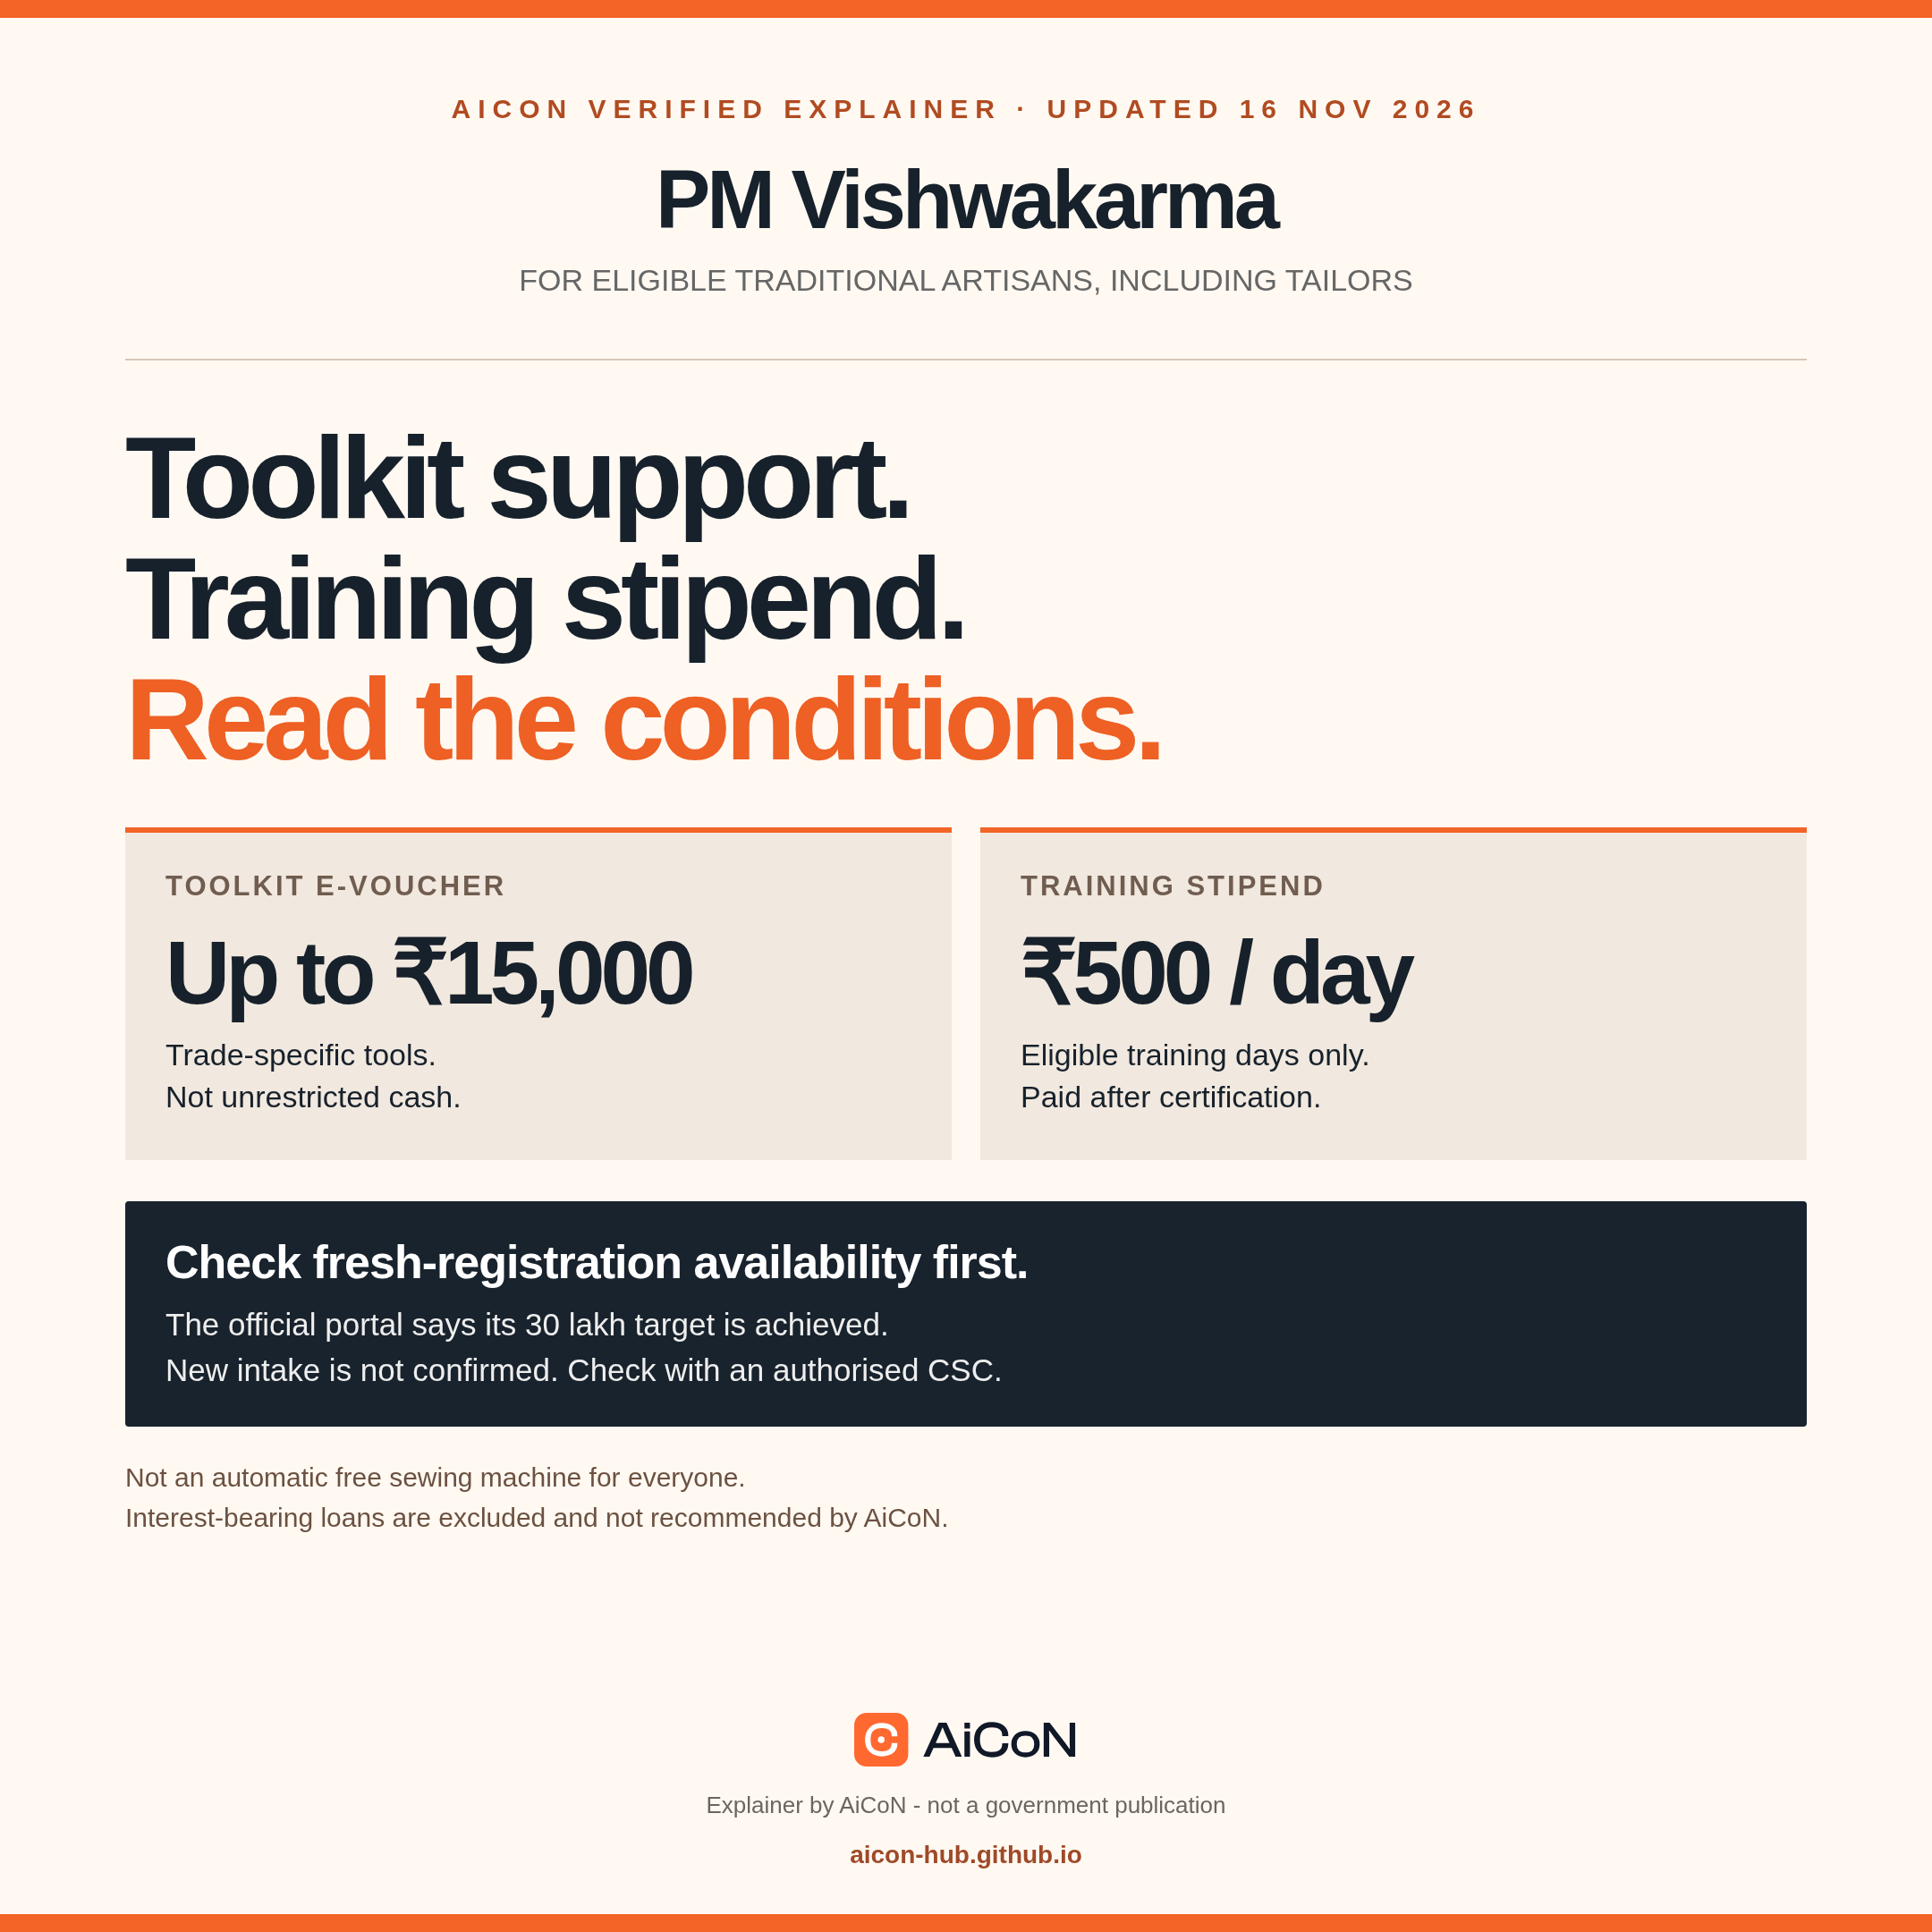 AICON VERIFIED EXPLAINER · UPDATED 16 NOV 2026
PM Vishwakarma
FOR ELIGIBLE TRADITIONAL ARTISANS, INCLUDING TAILORS
Toolkit support.
Training stipend.
Read the conditions.
TOOLKIT E-VOUCHER
Up to ₹15,000
Trade-specific tools.
Not unrestricted cash.
TRAINING STIPEND
₹500 / day
Eligible training days only.
Paid after certification.
Check fresh-registration availability first.
The official portal says its 30 lakh target is achieved.
New intake is not confirmed. Check with an authorised CSC.
Not an automatic free sewing machine for everyone.
Interest-bearing loans are excluded and not recommended by AiCoN.
AiCoN
Explainer by AiCoN - not a government publication
aicon-hub.github.io